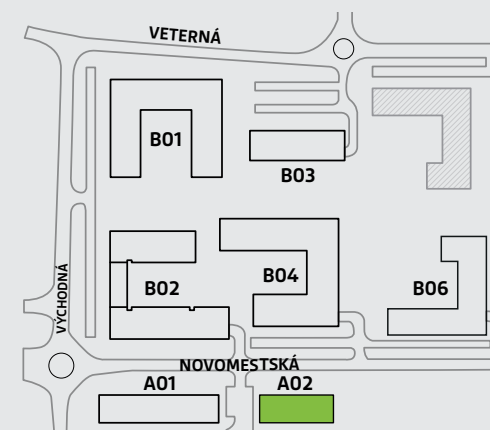 VETERNÁ
B01
B03
VÝCHODNÁ
B02
B04
B06
NOVOMESTSKÁ
A01
A02